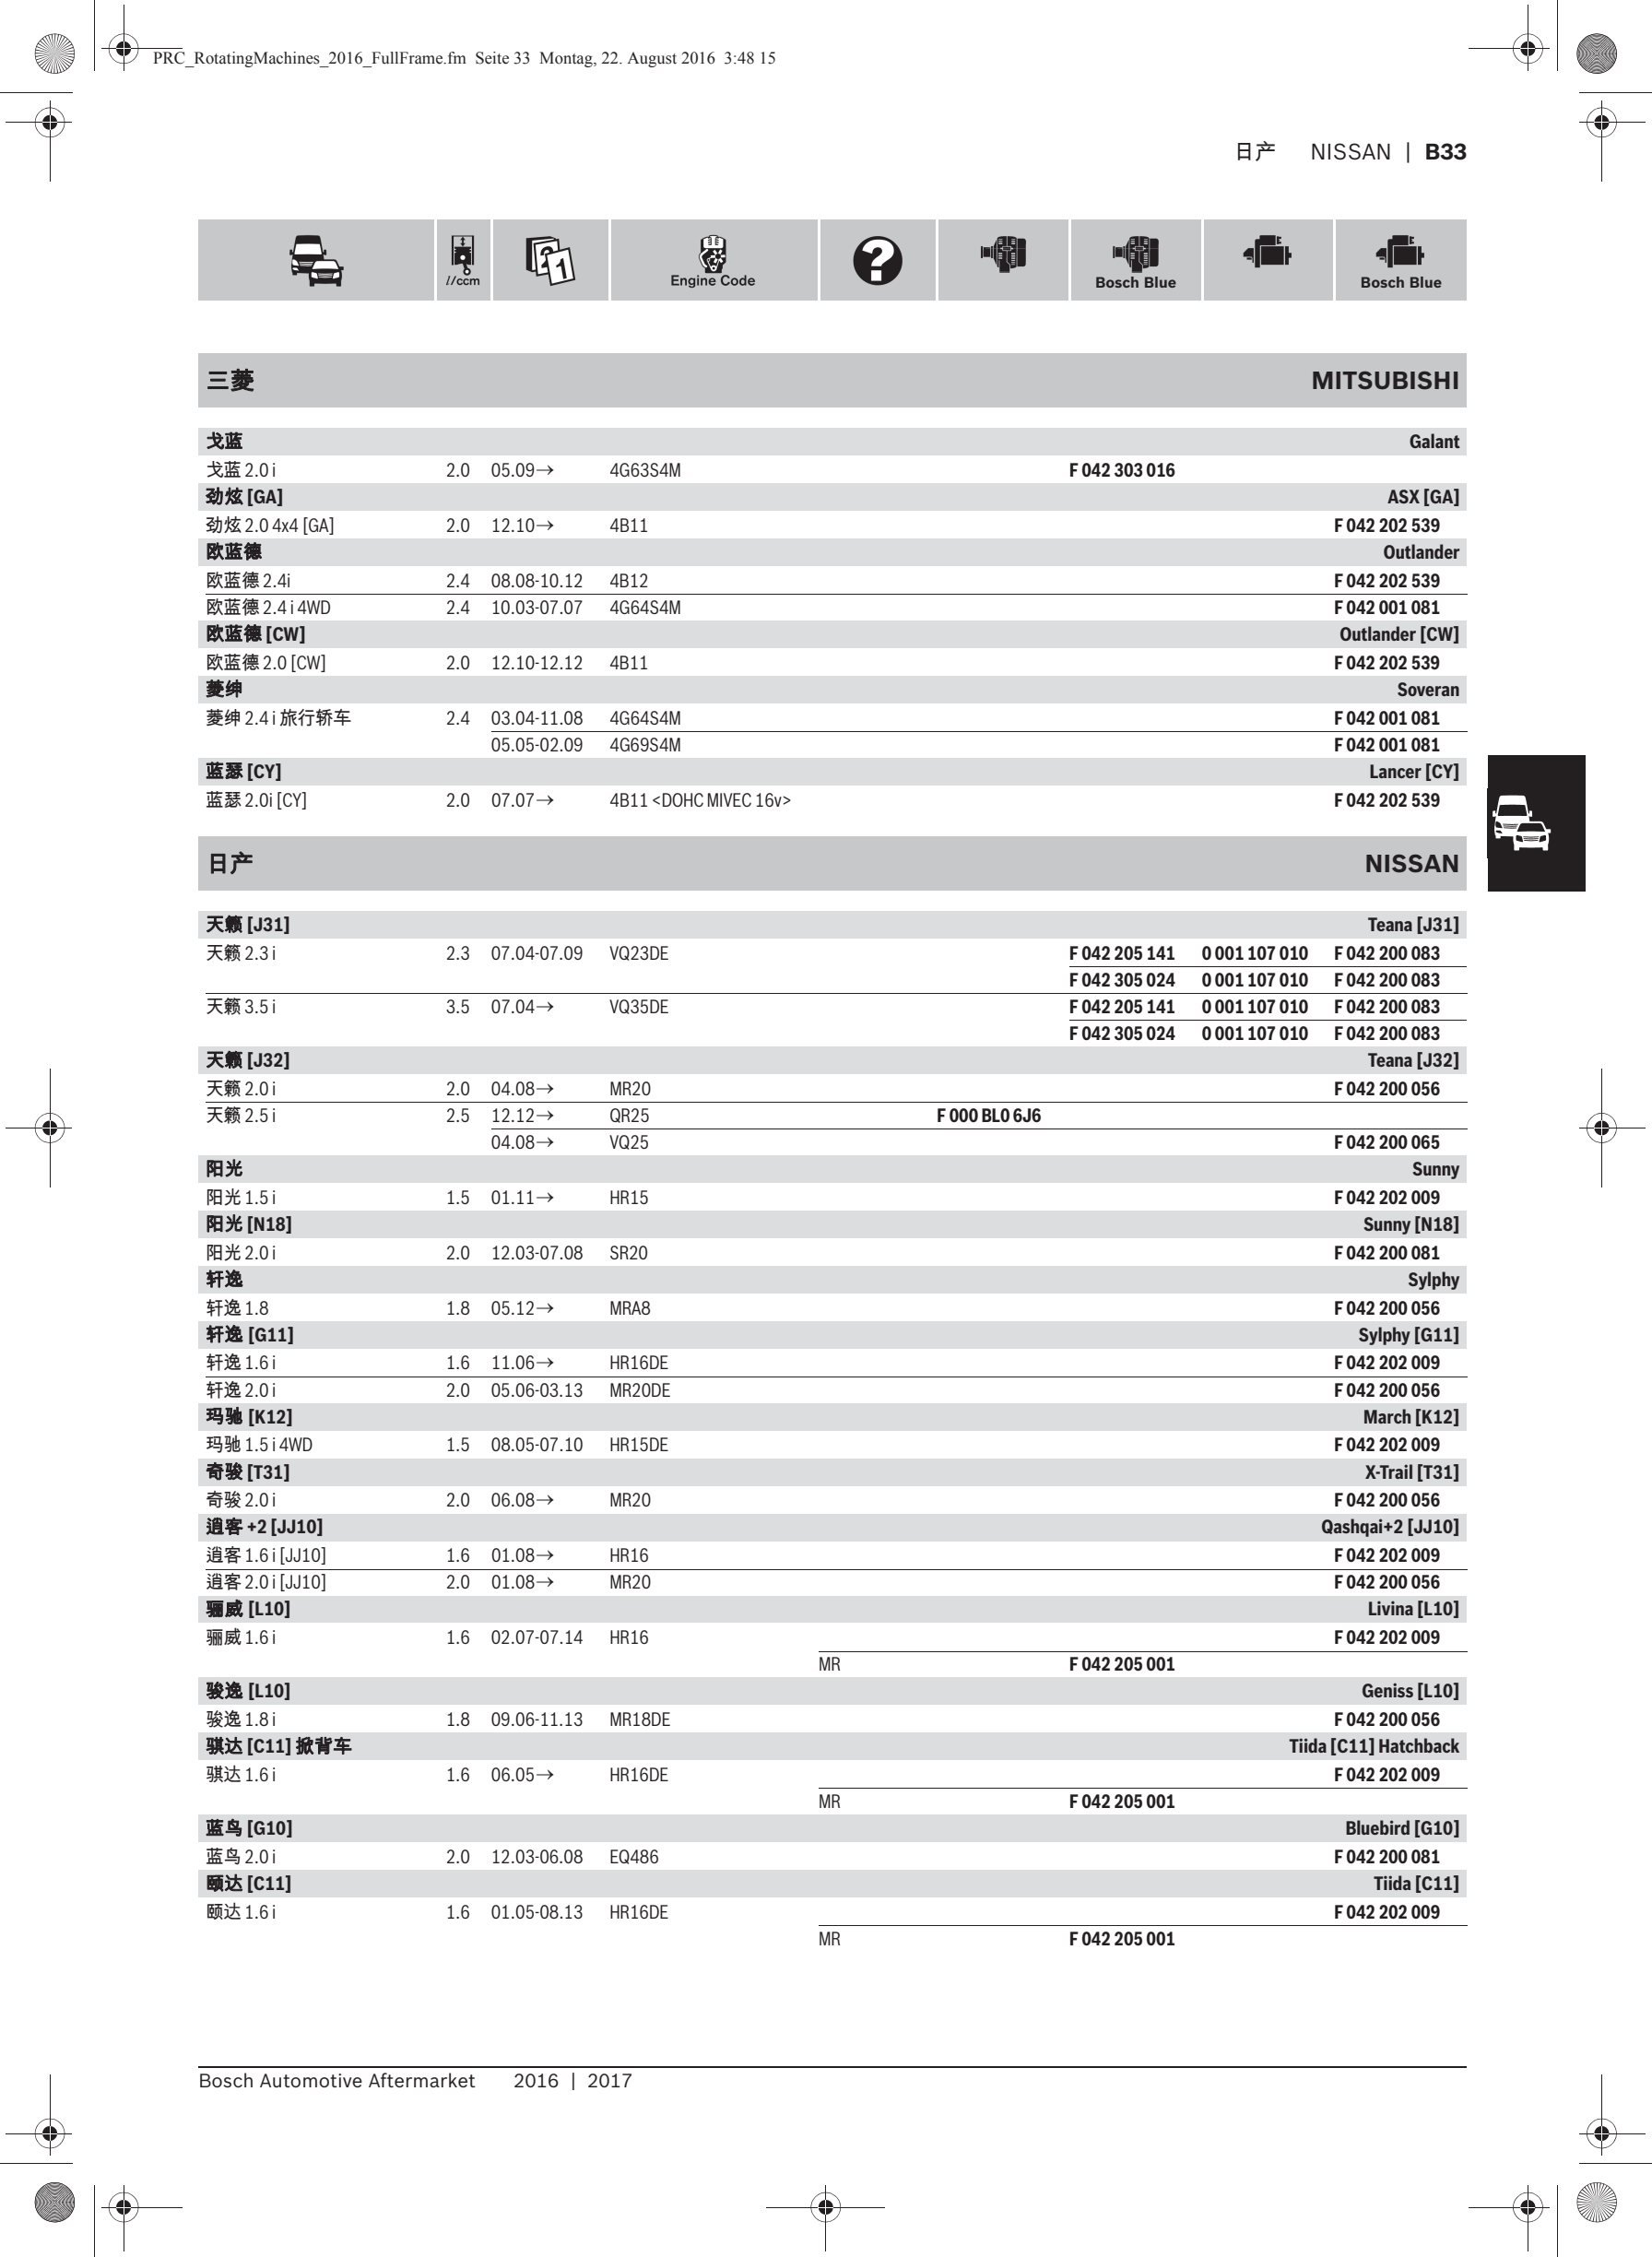 PRC_RotatingMachines_2016_FullFrame.fm Seite 33 Montag, 22. August 2016 3:48 15
日产 NISSAN | B33
l/ccm Engine Code Bosch Blue Bosch Blue
三菱 MITSUBISHI
戈蓝 Galant
戈蓝 2.0 i 2.0 05.09→ 4G63S4M F 042 303 016
劲炫 [GA] ASX [GA]
劲炫 2.0 4x4 [GA] 2.0 12.10→ 4B11 F 042 202 539
欧蓝德 Outlander
欧蓝德 2.4i 2.4 08.08-10.12 4B12 F 042 202 539
欧蓝德 2.4 i 4WD 2.4 10.03-07.07 4G64S4M F 042 001 081
欧蓝德 [CW] Outlander [CW]
欧蓝德 2.0 [CW] 2.0 12.10-12.12 4B11 F 042 202 539
菱绅 Soveran
菱绅 2.4 i 旅行轿车 2.4 03.04-11.08 4G64S4M F 042 001 081
05.05-02.09 4G69S4M F 042 001 081
蓝瑟 [CY] Lancer [CY]
蓝瑟 2.0i [CY] 2.0 07.07→ 4B11 <DOHC MIVEC 16v> F 042 202 539
日产 NISSAN
天籁 [J31] Teana [J31]
天籁 2.3 i 2.3 07.04-07.09 VQ23DE F 042 205 141 0 001 107 010 F 042 200 083
F 042 305 024 0 001 107 010 F 042 200 083
天籁 3.5 i 3.5 07.04→ VQ35DE F 042 205 141 0 001 107 010 F 042 200 083
F 042 305 024 0 001 107 010 F 042 200 083
天籁 [J32] Teana [J32]
天籁 2.0 i 2.0 04.08→ MR20 F 042 200 056
天籁 2.5 i 2.5 12.12→ QR25 F 000 BL0 6J6
04.08→ VQ25 F 042 200 065
阳光 Sunny
阳光 1.5 i 1.5 01.11→ HR15 F 042 202 009
阳光 [N18] Sunny [N18]
阳光 2.0 i 2.0 12.03-07.08 SR20 F 042 200 081
轩逸 Sylphy
轩逸 1.8 1.8 05.12→ MRA8 F 042 200 056
轩逸 [G11] Sylphy [G11]
轩逸 1.6 i 1.6 11.06→ HR16DE F 042 202 009
轩逸 2.0 i 2.0 05.06-03.13 MR20DE F 042 200 056
玛驰 [K12] March [K12]
玛驰 1.5 i 4WD 1.5 08.05-07.10 HR15DE F 042 202 009
奇骏 [T31] X-Trail [T31]
奇骏 2.0 i 2.0 06.08→ MR20 F 042 200 056
逍客 +2 [JJ10] Qashqai+2 [JJ10]
逍客 1.6 i [JJ10] 1.6 01.08→ HR16 F 042 202 009
逍客 2.0 i [JJ10] 2.0 01.08→ MR20 F 042 200 056
骊威 [L10] Livina [L10]
骊威 1.6 i 1.6 02.07-07.14 HR16 F 042 202 009
MR F 042 205 001
骏逸 [L10] Geniss [L10]
骏逸 1.8 i 1.8 09.06-11.13 MR18DE F 042 200 056
骐达 [C11] 掀背车 Tiida [C11] Hatchback
骐达 1.6 i 1.6 06.05→ HR16DE F 042 202 009
MR F 042 205 001
蓝鸟 [G10] Bluebird [G10]
蓝鸟 2.0 i 2.0 12.03-06.08 EQ486 F 042 200 081
颐达 [C11] Tiida [C11]
颐达 1.6 i 1.6 01.05-08.13 HR16DE F 042 202 009
MR F 042 205 001
Bosch Automotive Aftermarket 2016 | 2017